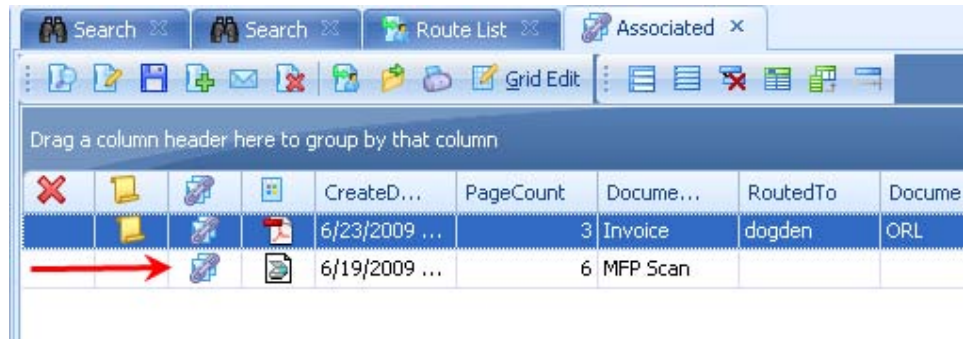 Search Search Route List Associated
Grid Edit
Drag a column header here to group by that column
CreateD... PageCount Docume... RoutedTo Docume
6/23/2009 ... 3 Invoice dogden ORL
6/19/2009 ... 6 MFP Scan